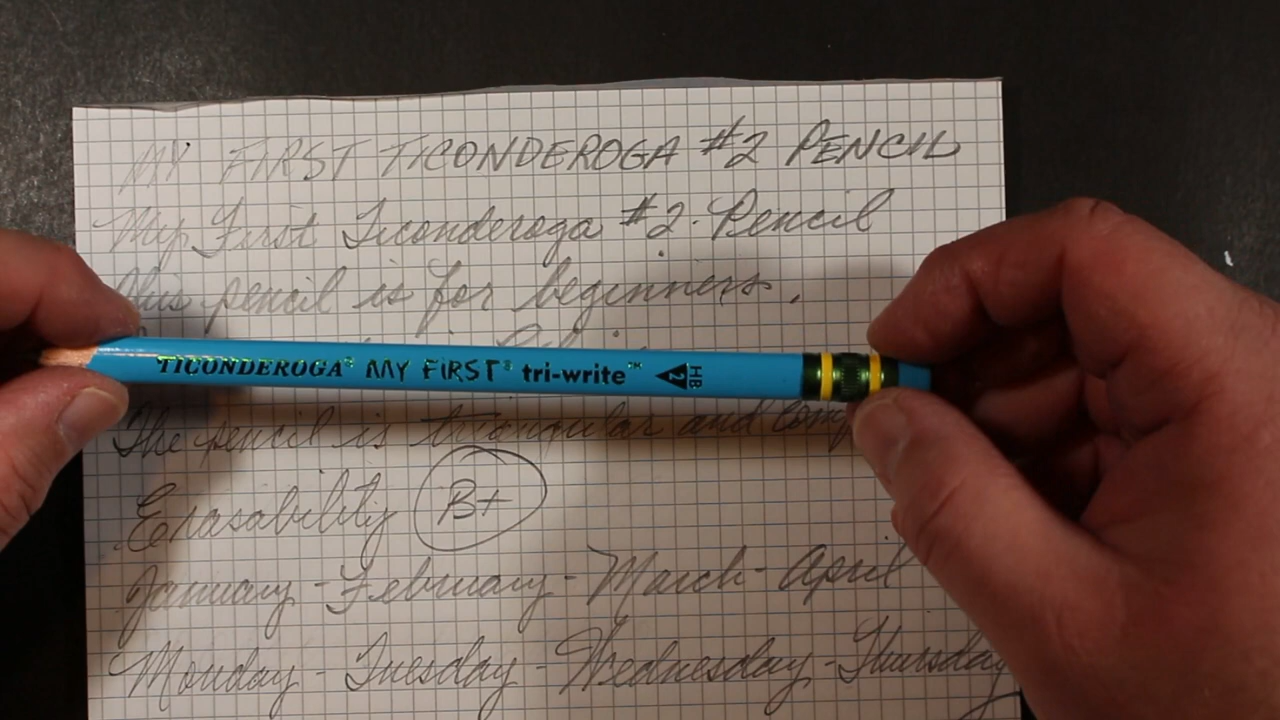 MY FIRST TICONDEROGA #2 PENCIL
My First Ticonderoga #2 Pencil
This pencil is for beginners.
TICONDEROGA® MY FIRST® tri-write™ 2 HB
The pencil is triangular and
Erasability B+
January - February - March - April
Monday - Tuesday - Wednesday - Thursday